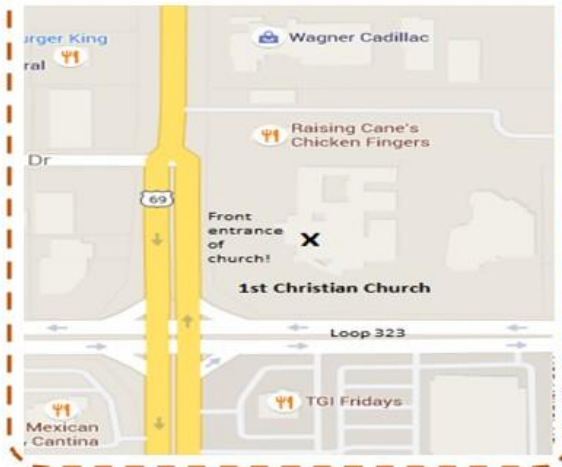 urger King
ral
Wagner Cadillac
Raising Cane's
Chicken Fingers
Dr
69
Front
entrance
of
church!
X
1st Christian Church
Loop 323
TGI Fridays
Mexican
Cantina